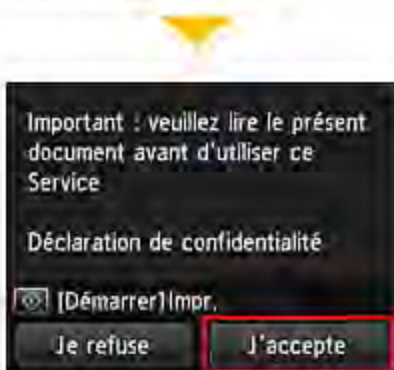 Important : veuillez lire le présent
document avant d'utiliser ce
Service
Déclaration de confidentialité
[Démarrer]Impr.
Je refuse
J'accepte